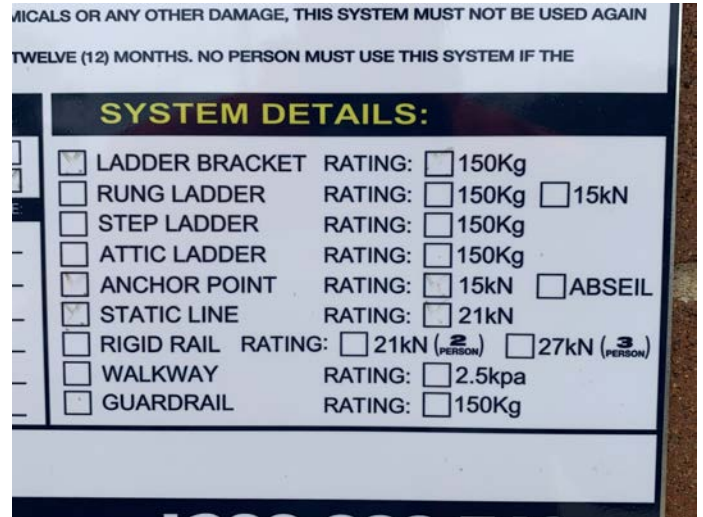 MICALS OR ANY OTHER DAMAGE, THIS SYSTEM MUST NOT BE USED AGAIN
TWELVE (12) MONTHS. NO PERSON MUST USE THIS SYSTEM IF THE
SYSTEM DETAILS:
LADDER BRACKET RATING: 150Kg
RUNG LADDER RATING: 150Kg 15kN
STEP LADDER RATING: 150Kg
ATTIC LADDER RATING: 150Kg
ANCHOR POINT RATING: 15kN ABSEIL
STATIC LINE RATING: 21kN
RIGID RAIL RATING: 21kN (2 PERSON) 27kN (3 PERSON)
WALKWAY RATING: 2.5kpa
GUARDRAIL RATING: 150Kg